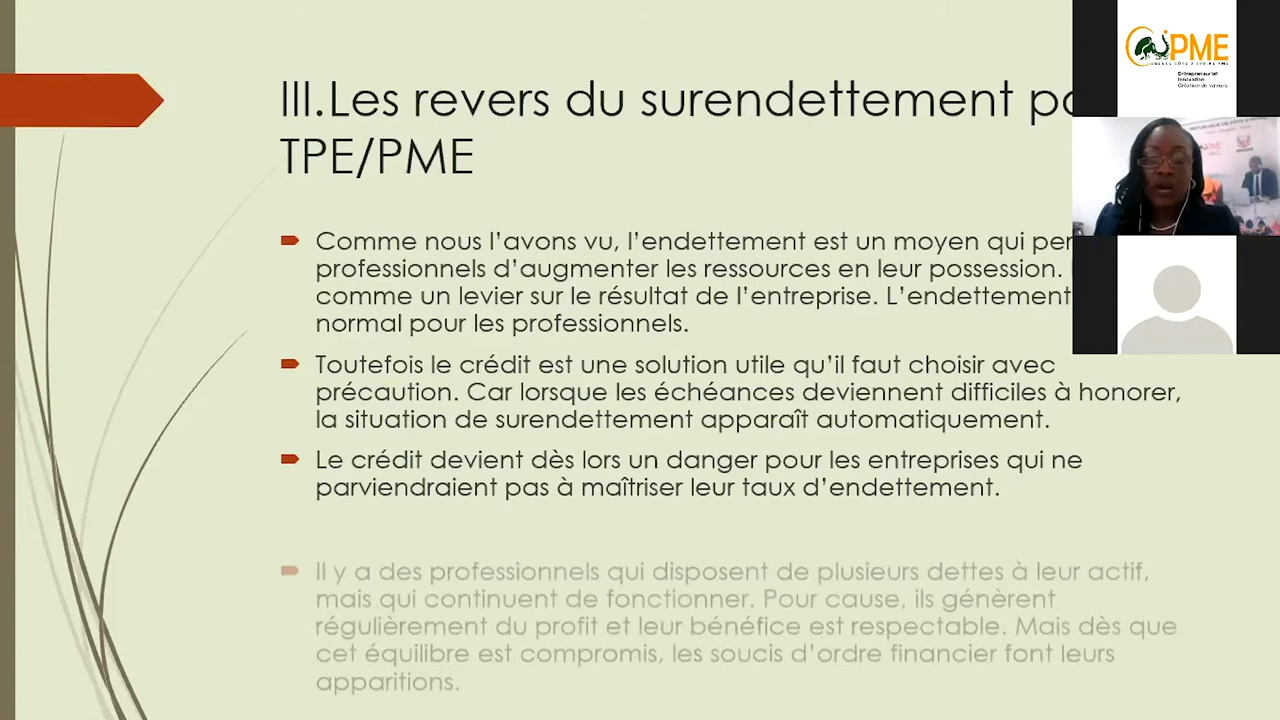 III.Les revers du surendettement
TPE/PME
Comme nous l’avons vu, l’endettement est un moyen qui
professionnels d’augmenter les ressources en leur possession.
comme un levier sur le résultat de l’entreprise. L’endettement
normal pour les professionnels.
Toutefois le crédit est une solution utile qu’il faut choisir avec
précaution. Car lorsque les échéances deviennent difficiles à honorer,
la situation de surendettement apparaît automatiquement.
Le crédit devient dès lors un danger pour les entreprises qui ne
parviendraient pas à maîtriser leur taux d’endettement.
Il y a des professionnels qui disposent de plusieurs dettes à leur actif,
mais qui continuent de fonctionner. Pour cause, ils génèrent
régulièrement du profit et leur bénéfice est respectable. Mais dès que
cet équilibre est compromis, les soucis d’ordre financier font leurs
apparitions.
PME
Entrepreneuriat
Innovation
Création de valeurs